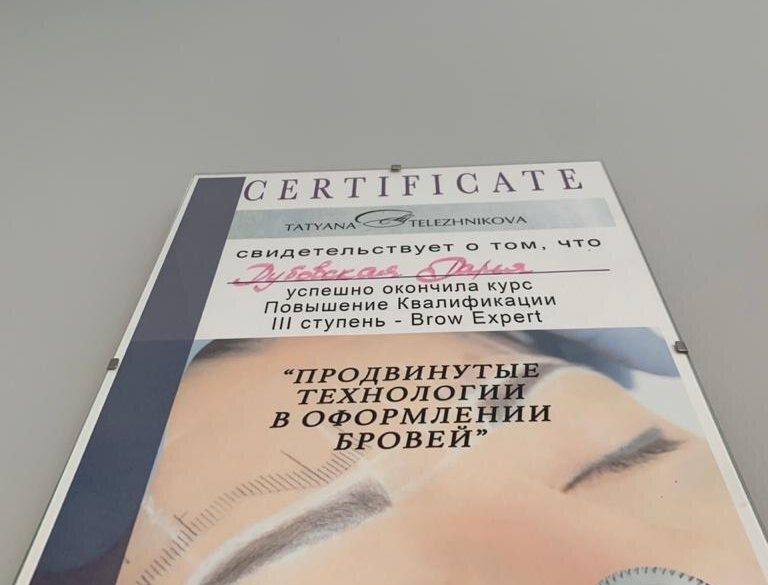 CERTIFICATE
TATYANA TELEZHNIKOVA
свидетельствует о том, что
Дубовская Дарья
успешно окончила курс
Повышение Квалификации
III ступень - Brow Expert
“ПРОДВИНУТЫЕ
ТЕХНОЛОГИИ
В ОФОРМЛЕНИИ
БРОВЕЙ”